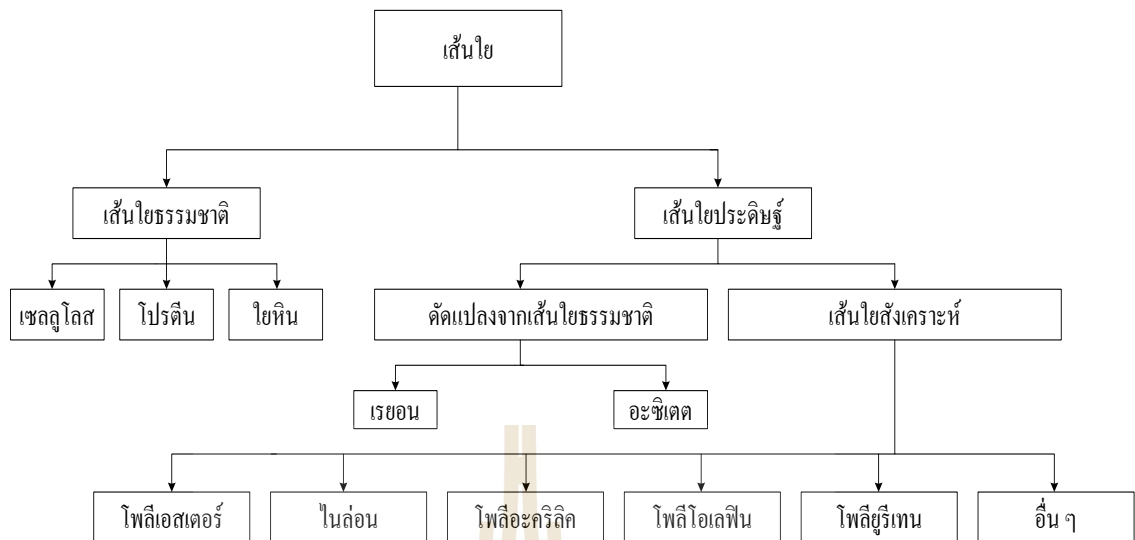 เส้นใย
เส้นใยธรรมชาติ
เส้นใยประดิษฐ์
เซลลูโลส
โปรตีน
ใยหิน
ดัดแปลงจากเส้นใยธรรมชาติ
เส้นใยสังเคราะห์
เรยอน
อะซิเตต
โพลีเอสเตอร์
ไนล่อน
โพลีอะคริลิค
โพลีโอเลฟิน
โพลียูรีเทน
อื่น ๆ